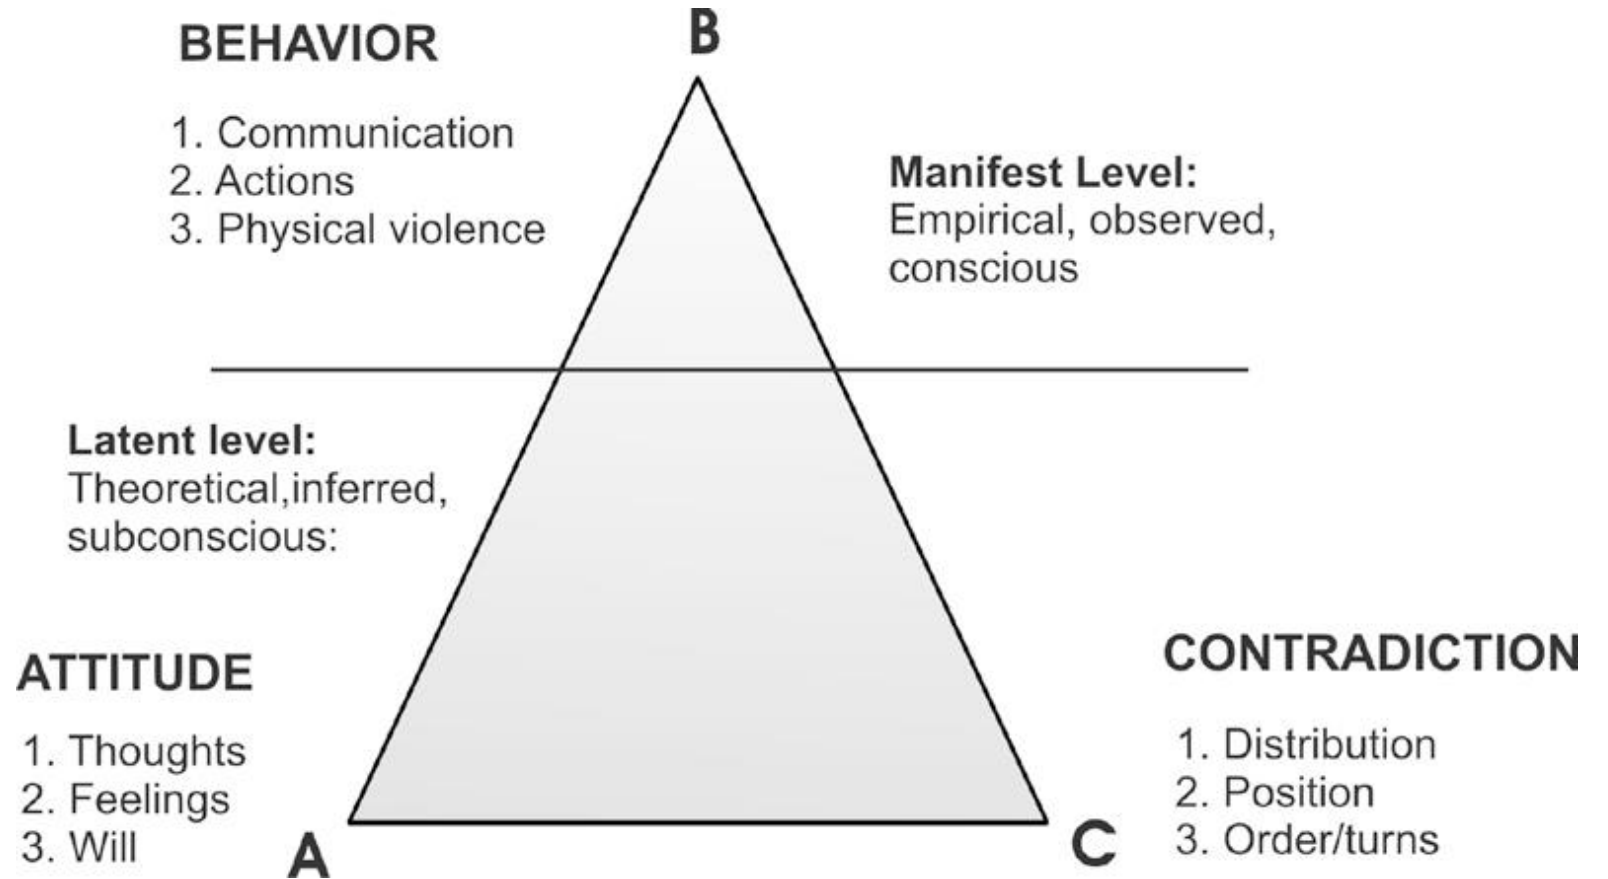 B
BEHAVIOR
1. Communication
2. Actions
3. Physical violence
Manifest Level:
Empirical, observed,
conscious
Latent level:
Theoretical,inferred,
subconscious:
ATTITUDE
1. Thoughts
2. Feelings
3. Will
A
CONTRADICTION
1. Distribution
2. Position
3. Order/turns
C